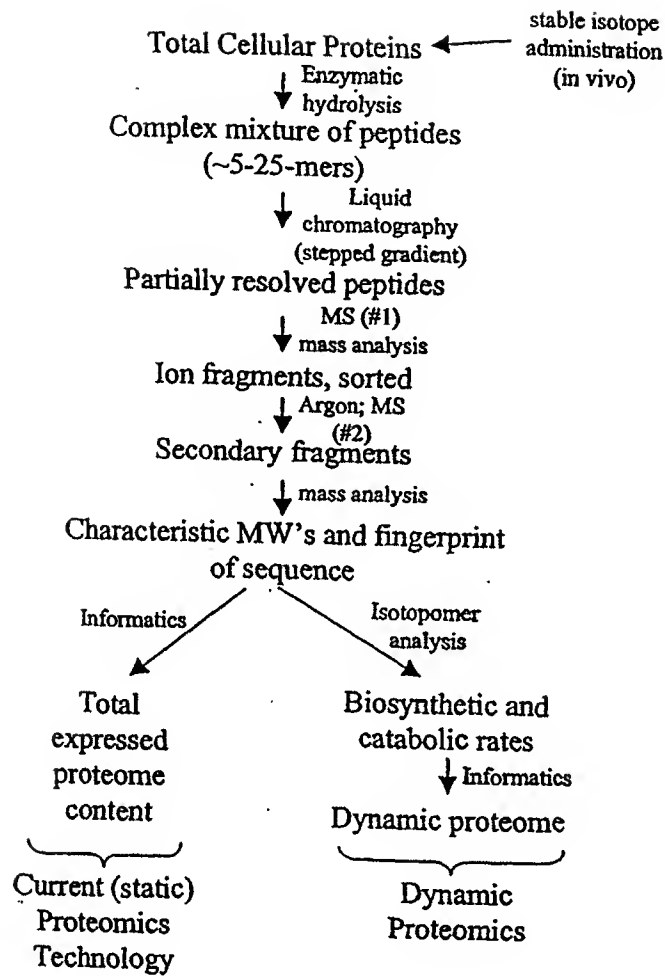 stable isotope
administration
(in vivo)
Total Cellular Proteins
Enzymatic
hydrolysis
Complex mixture of peptides
(~5-25-mers)
Liquid
chromatography
(stepped gradient)
Partially resolved peptides
MS (#1)
mass analysis
Ion fragments, sorted
Argon; MS
(#2)
Secondary fragments
mass analysis
Characteristic MW's and fingerprint
of sequence
Informatics
Isotopomer
analysis
Total
expressed
proteome
content
Biosynthetic and
catabolic rates
Informatics
Dynamic proteome
Current (static)
Proteomics
Technology
Dynamic
Proteomics